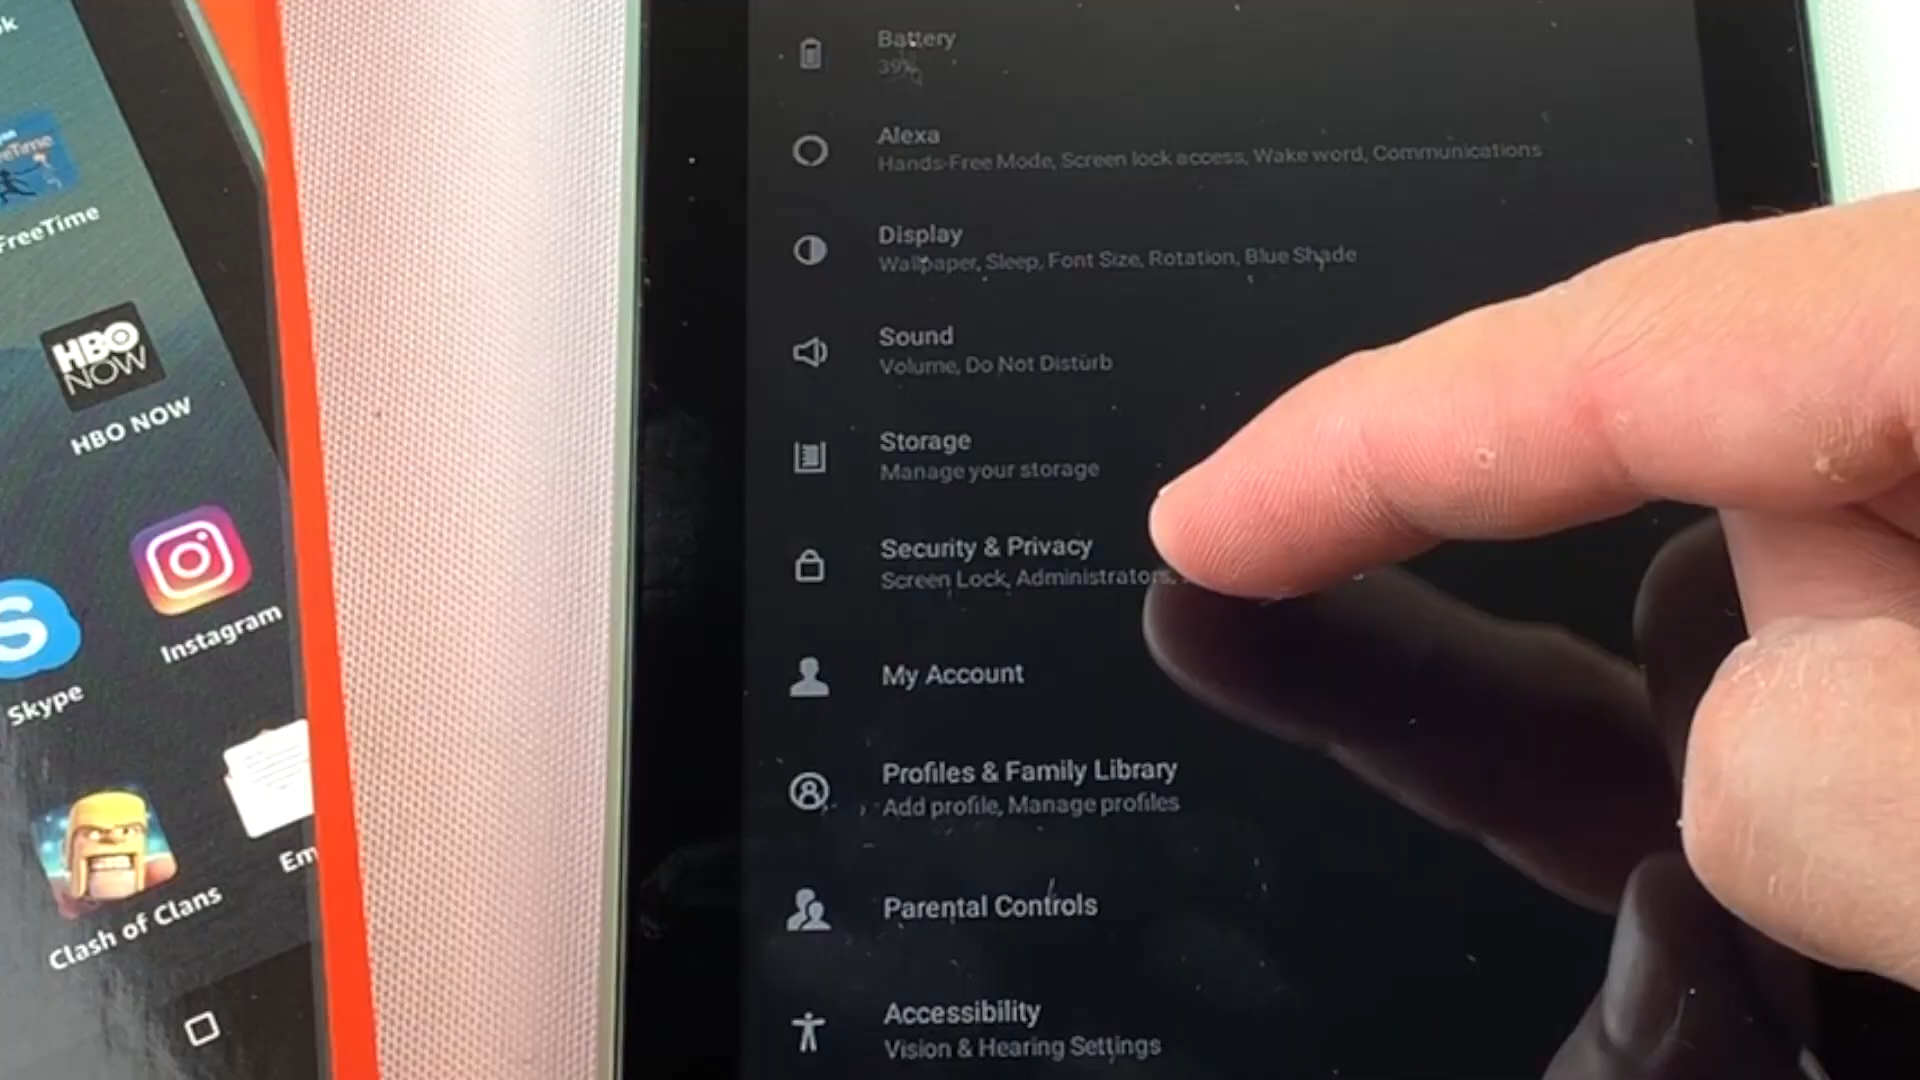 k
FreeTime
HBO
NOW
HBO NOW
Instagram
S
Skype
Em
Clash of Clans
Battery
39%
Alexa
Hands-Free Mode, Screen lock access, Wake word, Communications
Display
Wallpaper, Sleep, Font Size, Rotation, Blue Shade
Sound
Volume, Do Not Disturb
Storage
Manage your storage
Security & Privacy
Screen Lock, Administrators,
My Account
Profiles & Family Library
Add profile, Manage profiles
Parental Controls
Accessibility
Vision & Hearing Settings